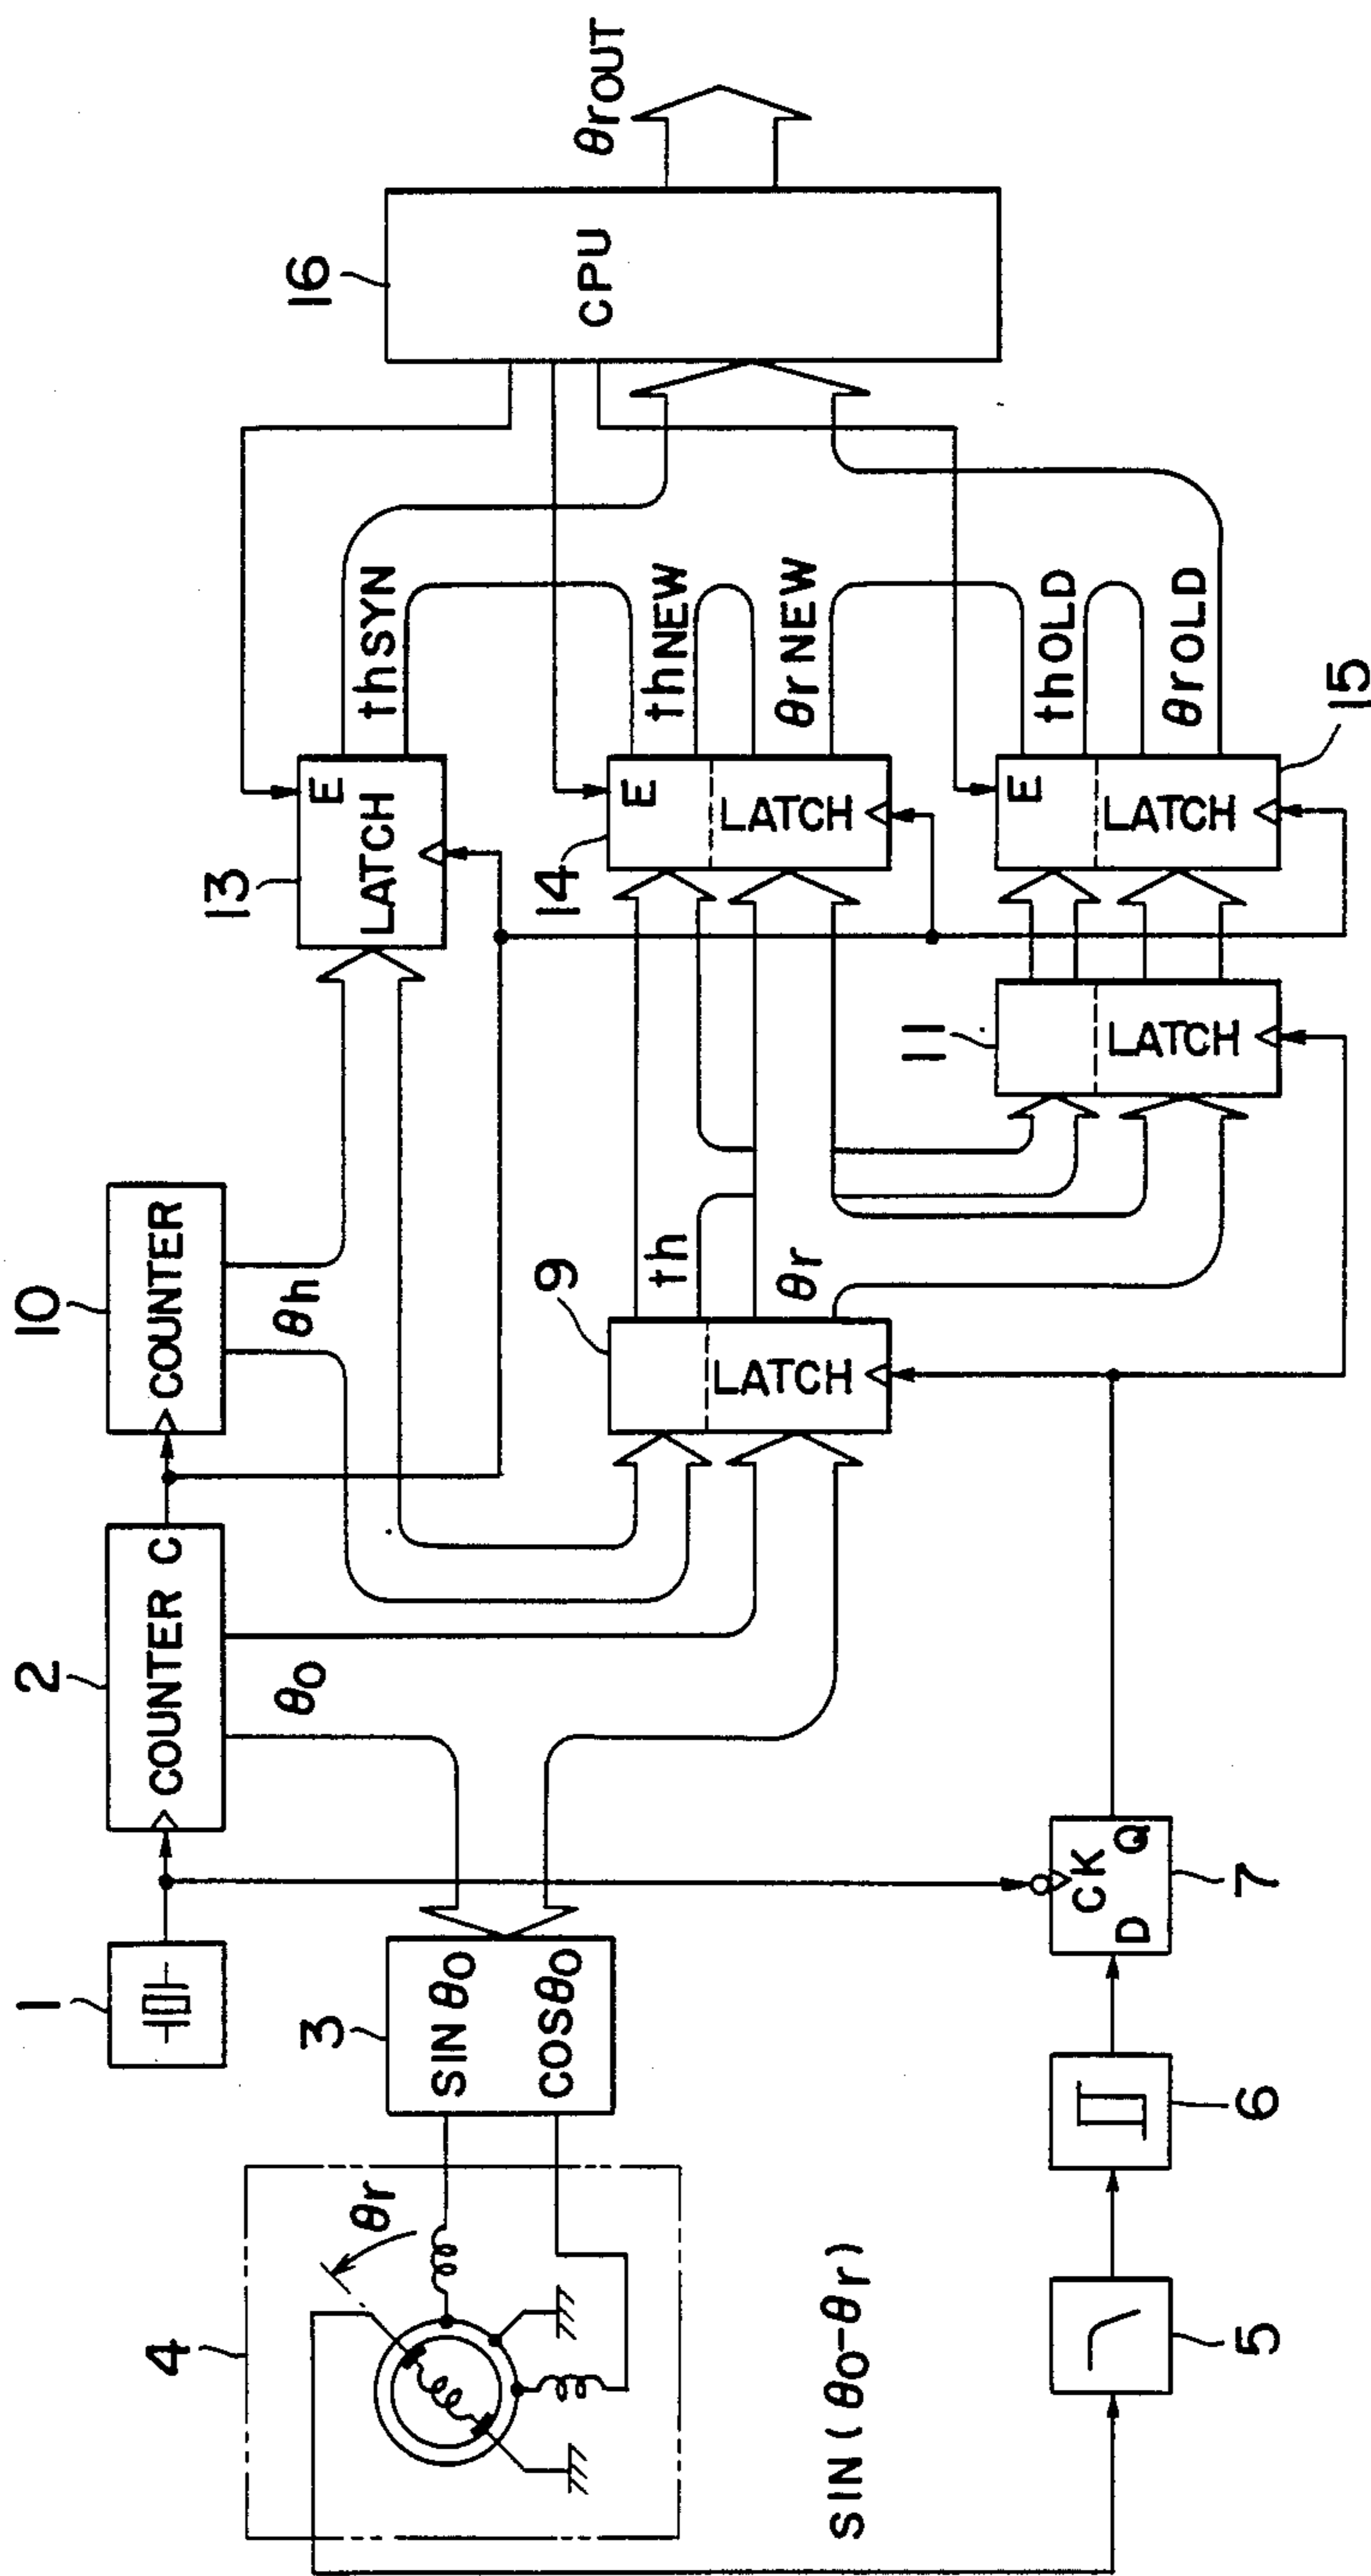 1
2
COUNTER C
10
COUNTER
θo
θh
16
CPU
θrOUT
13
E
LATCH
thSYN
3
SIN θo
COSθo
4
θr
9
LATCH
th
θr
14
E
LATCH
thNEW
θrNEW
11
LATCH
15
E
LATCH
thOLD
θrOLD
SIN(θo-θr)
5
6
7
CK
D Q